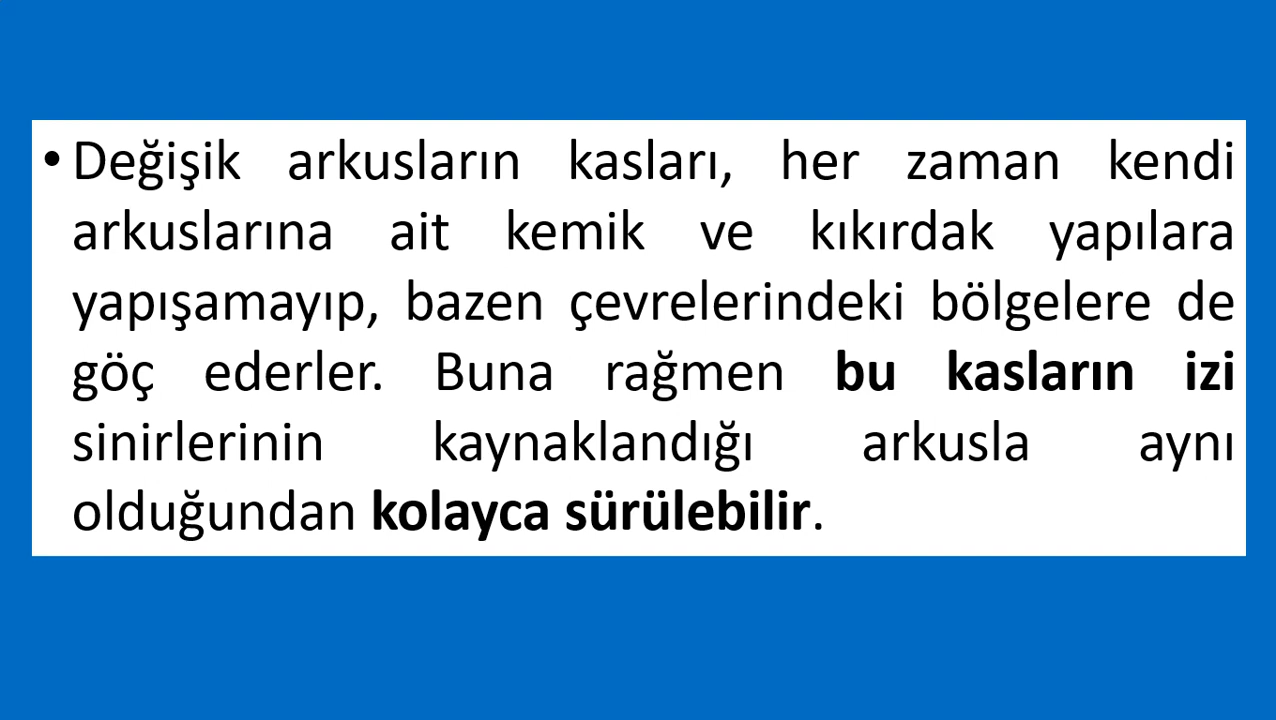 • Değişik arkusların kasları, her zaman kendi
arkuslarına ait kemik ve kıkırdak yapılara
yapışamayıp, bazen çevrelerindeki bölgelere de
göç ederler. Buna rağmen bu kasların izi
sinirlerinin kaynaklandığı arkusla aynı
olduğundan kolayca sürülebilir.